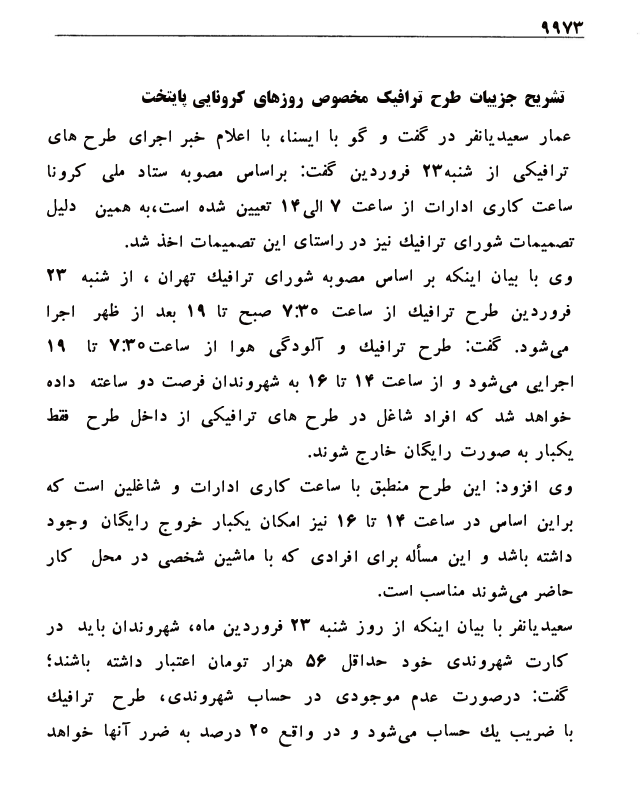 ۹۹۷۳
تشریح جزییات طرح ترافیک مخصوص روزهای کرونایی پایتخت
عمار سعیدیانفر در گفت و گو با ایسنا، با اعلام خبر اجرای طرح های
ترافیکی از شنبه۲۳ فروردین گفت: براساس مصوبه ستاد ملی کرونا
ساعت کاری ادارات از ساعت ۷ الی۱۴ تعیین شده است،به همین دلیل
تصمیمات شورای ترافیك نیز در راستای این تصمیمات اخذ شد.
وی با بیان اینکه بر اساس مصوبه شورای ترافیك تهران ، از شنبه ۲۳
فروردین طرح ترافیك از ساعت ۷:۳۰ صبح تا ۱۹ بعد از ظهر اجرا
می‌شود. گفت: طرح ترافیك و آلودگی هوا از ساعت۷:۳۰ تا ۱۹
اجرایی می‌شود و از ساعت ۱۴ تا ۱۶ به شهروندان فرصت دو ساعته داده
خواهد شد که افراد شاغل در طرح های ترافیکی از داخل طرح فقط
یکبار به صورت رایگان خارج شوند.
وی افزود: این طرح منطبق با ساعت کاری ادارات و شاغلین است که
براین اساس در ساعت ۱۴ تا ۱۶ نیز امکان یکبار خروج رایگان وجود
داشته باشد و این مسأله برای افرادی که با ماشین شخصی در محل کار
حاضر می‌شوند مناسب است.
سعیدیانفر با بیان اینکه از روز شنبه ۲۳ فروردین ماه، شهروندان باید در
کارت شهروندی خود حداقل ۵۶ هزار تومان اعتبار داشته باشند؛
گفت: درصورت عدم موجودی در حساب شهروندی، طرح ترافیك
با ضریب یك حساب می‌شود و در واقع ۲۰ درصد به ضرر آنها خواهد